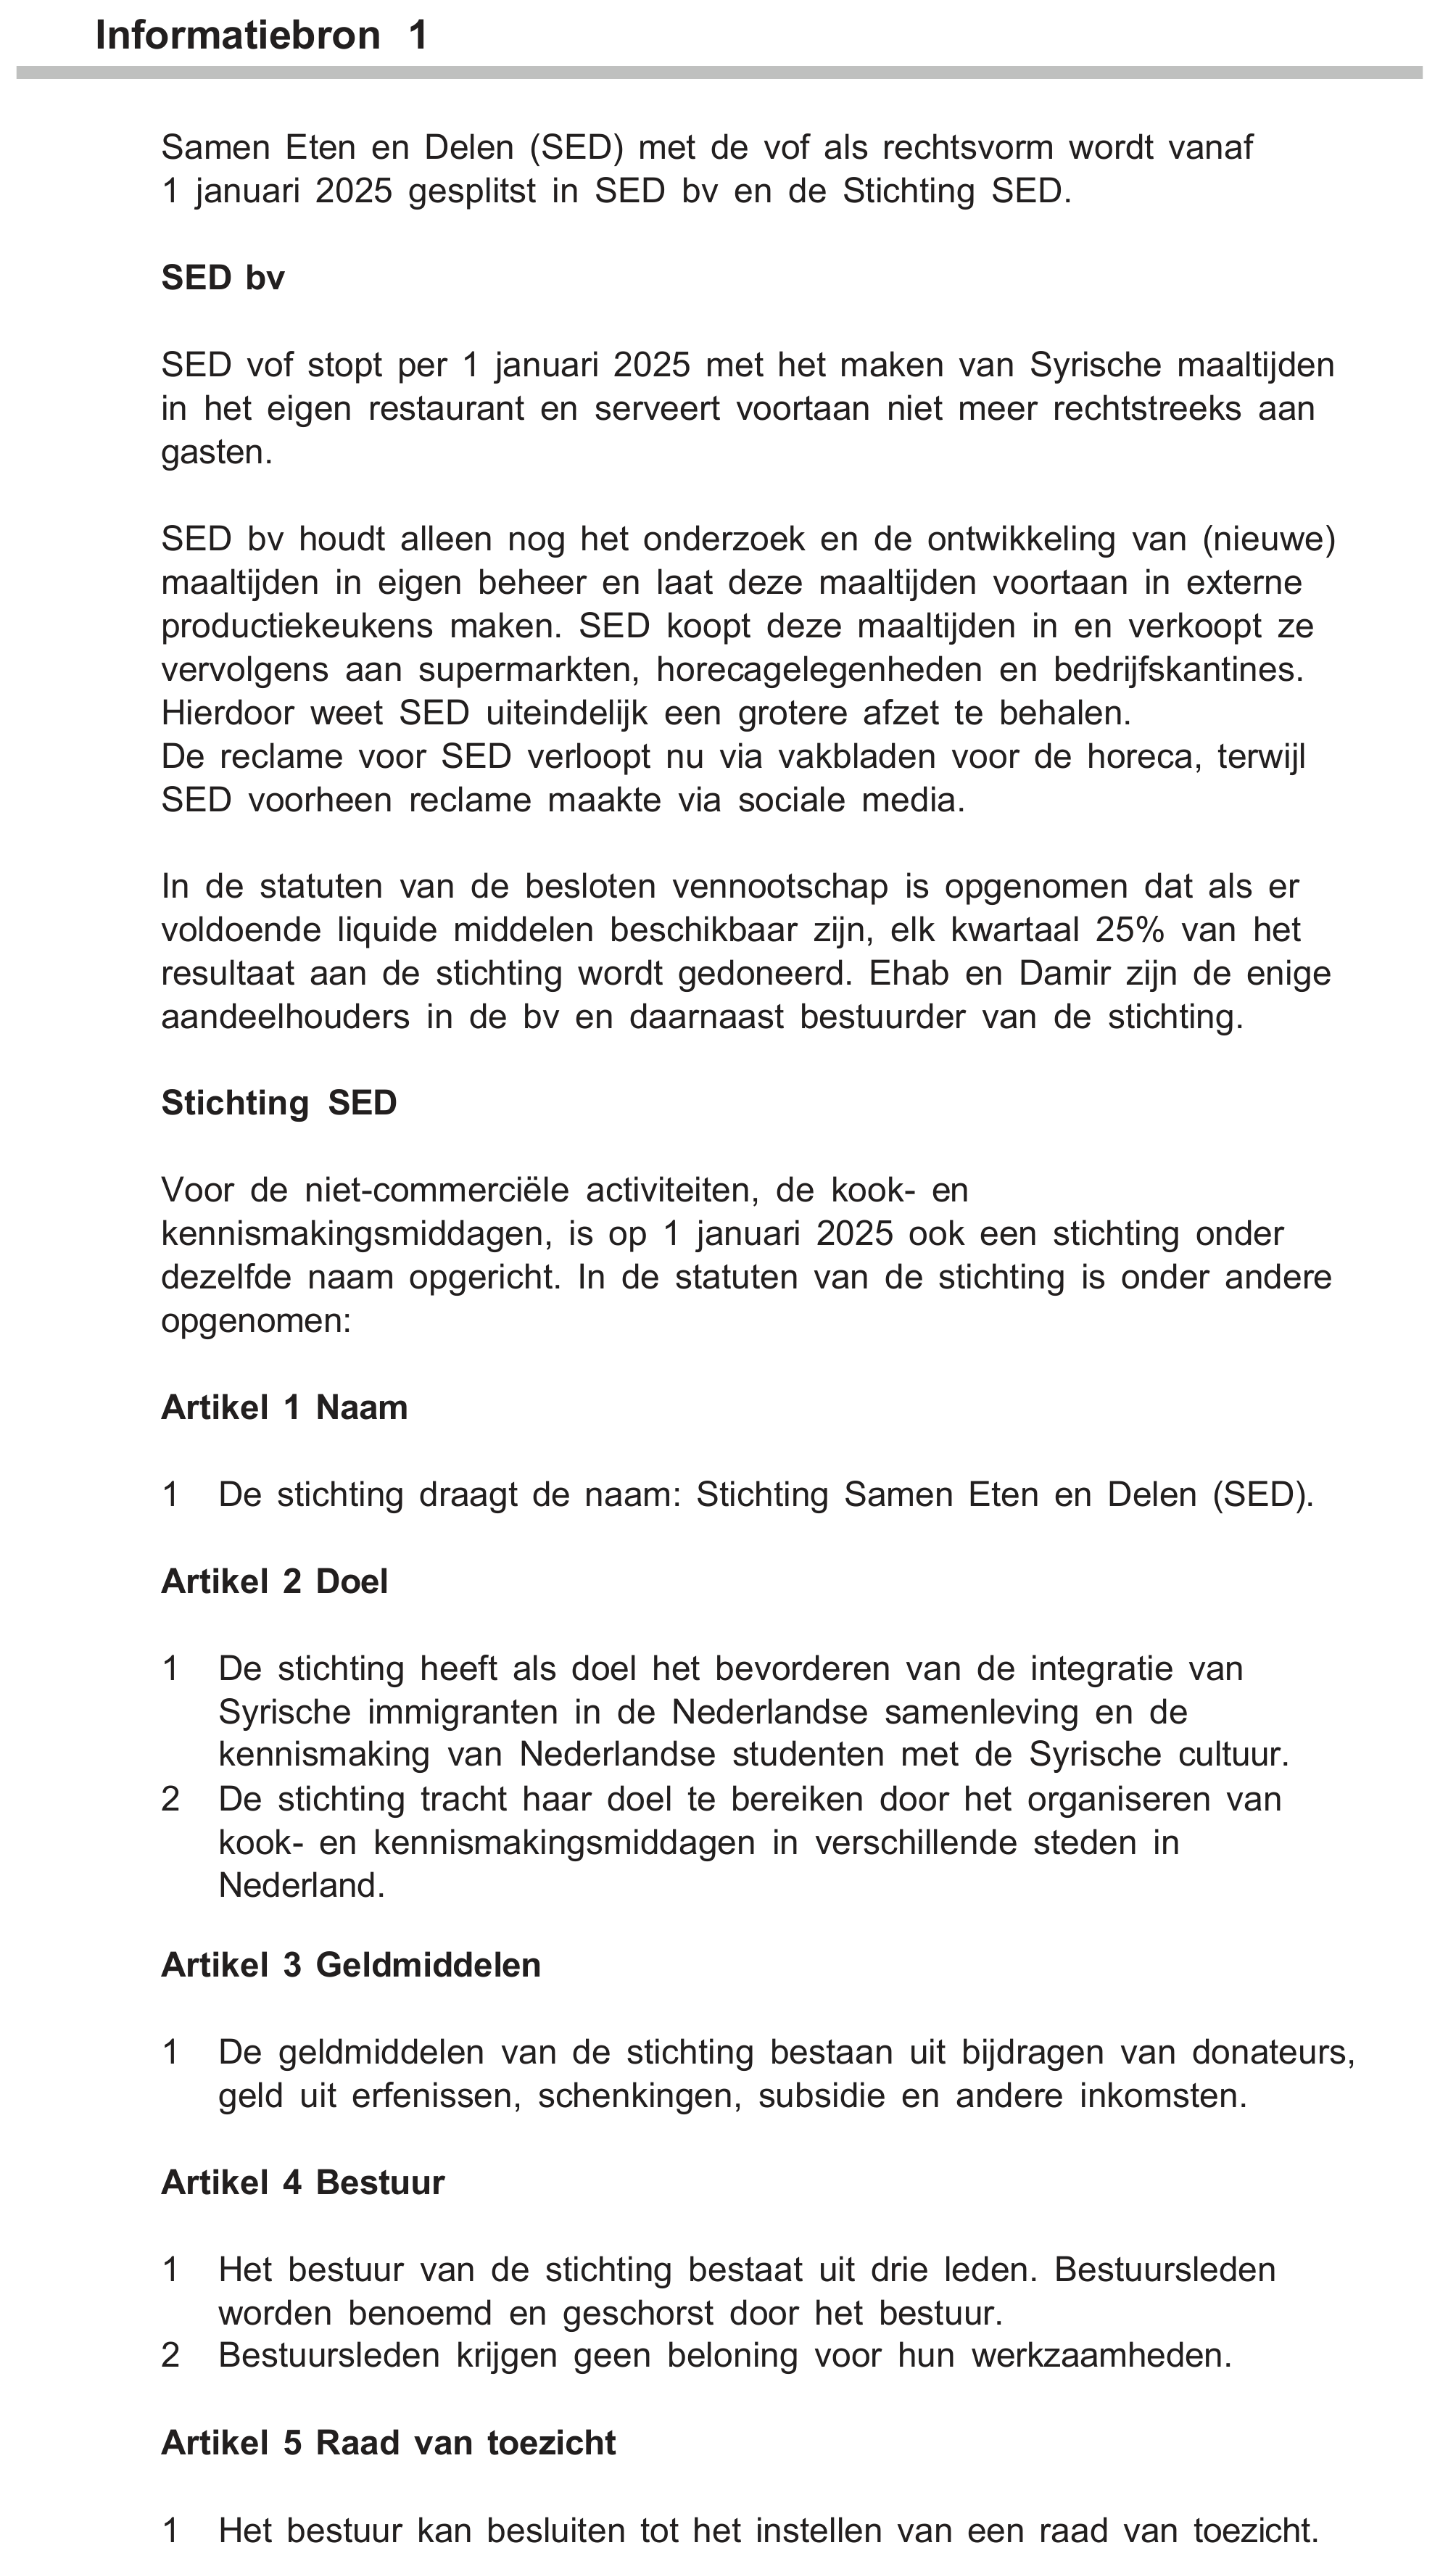 Informatiebron 1
Samen Eten en Delen (SED) met de vof als rechtsvorm wordt vanaf
1 januari 2025 gesplitst in SED bv en de Stichting SED.
SED bv
SED vof stopt per 1 januari 2025 met het maken van Syrische maaltijden
in het eigen restaurant en serveert voortaan niet meer rechtstreeks aan
gasten.
SED bv houdt alleen nog het onderzoek en de ontwikkeling van (nieuwe)
maaltijden in eigen beheer en laat deze maaltijden voortaan in externe
productiekeukens maken. SED koopt deze maaltijden in en verkoopt ze
vervolgens aan supermarkten, horecagelegenheden en bedrijfskantines.
Hierdoor weet SED uiteindelijk een grotere afzet te behalen.
De reclame voor SED verloopt nu via vakbladen voor de horeca, terwijl
SED voorheen reclame maakte via sociale media.
In de statuten van de besloten vennootschap is opgenomen dat als er
voldoende liquide middelen beschikbaar zijn, elk kwartaal 25% van het
resultaat aan de stichting wordt gedoneerd. Ehab en Damir zijn de enige
aandeelhouders in de bv en daarnaast bestuurder van de stichting.
Stichting SED
Voor de niet-commerciële activiteiten, de kook- en
kennismakingsmiddagen, is op 1 januari 2025 ook een stichting onder
dezelfde naam opgericht. In de statuten van de stichting is onder andere
opgenomen:
Artikel 1 Naam
1 De stichting draagt de naam: Stichting Samen Eten en Delen (SED).
Artikel 2 Doel
1 De stichting heeft als doel het bevorderen van de integratie van
Syrische immigranten in de Nederlandse samenleving en de
kennismaking van Nederlandse studenten met de Syrische cultuur.
2 De stichting tracht haar doel te bereiken door het organiseren van
kook- en kennismakingsmiddagen in verschillende steden in
Nederland.
Artikel 3 Geldmiddelen
1 De geldmiddelen van de stichting bestaan uit bijdragen van donateurs,
geld uit erfenissen, schenkingen, subsidie en andere inkomsten.
Artikel 4 Bestuur
1 Het bestuur van de stichting bestaat uit drie leden. Bestuursleden
worden benoemd en geschorst door het bestuur.
2 Bestuursleden krijgen geen beloning voor hun werkzaamheden.
Artikel 5 Raad van toezicht
1 Het bestuur kan besluiten tot het instellen van een raad van toezicht.